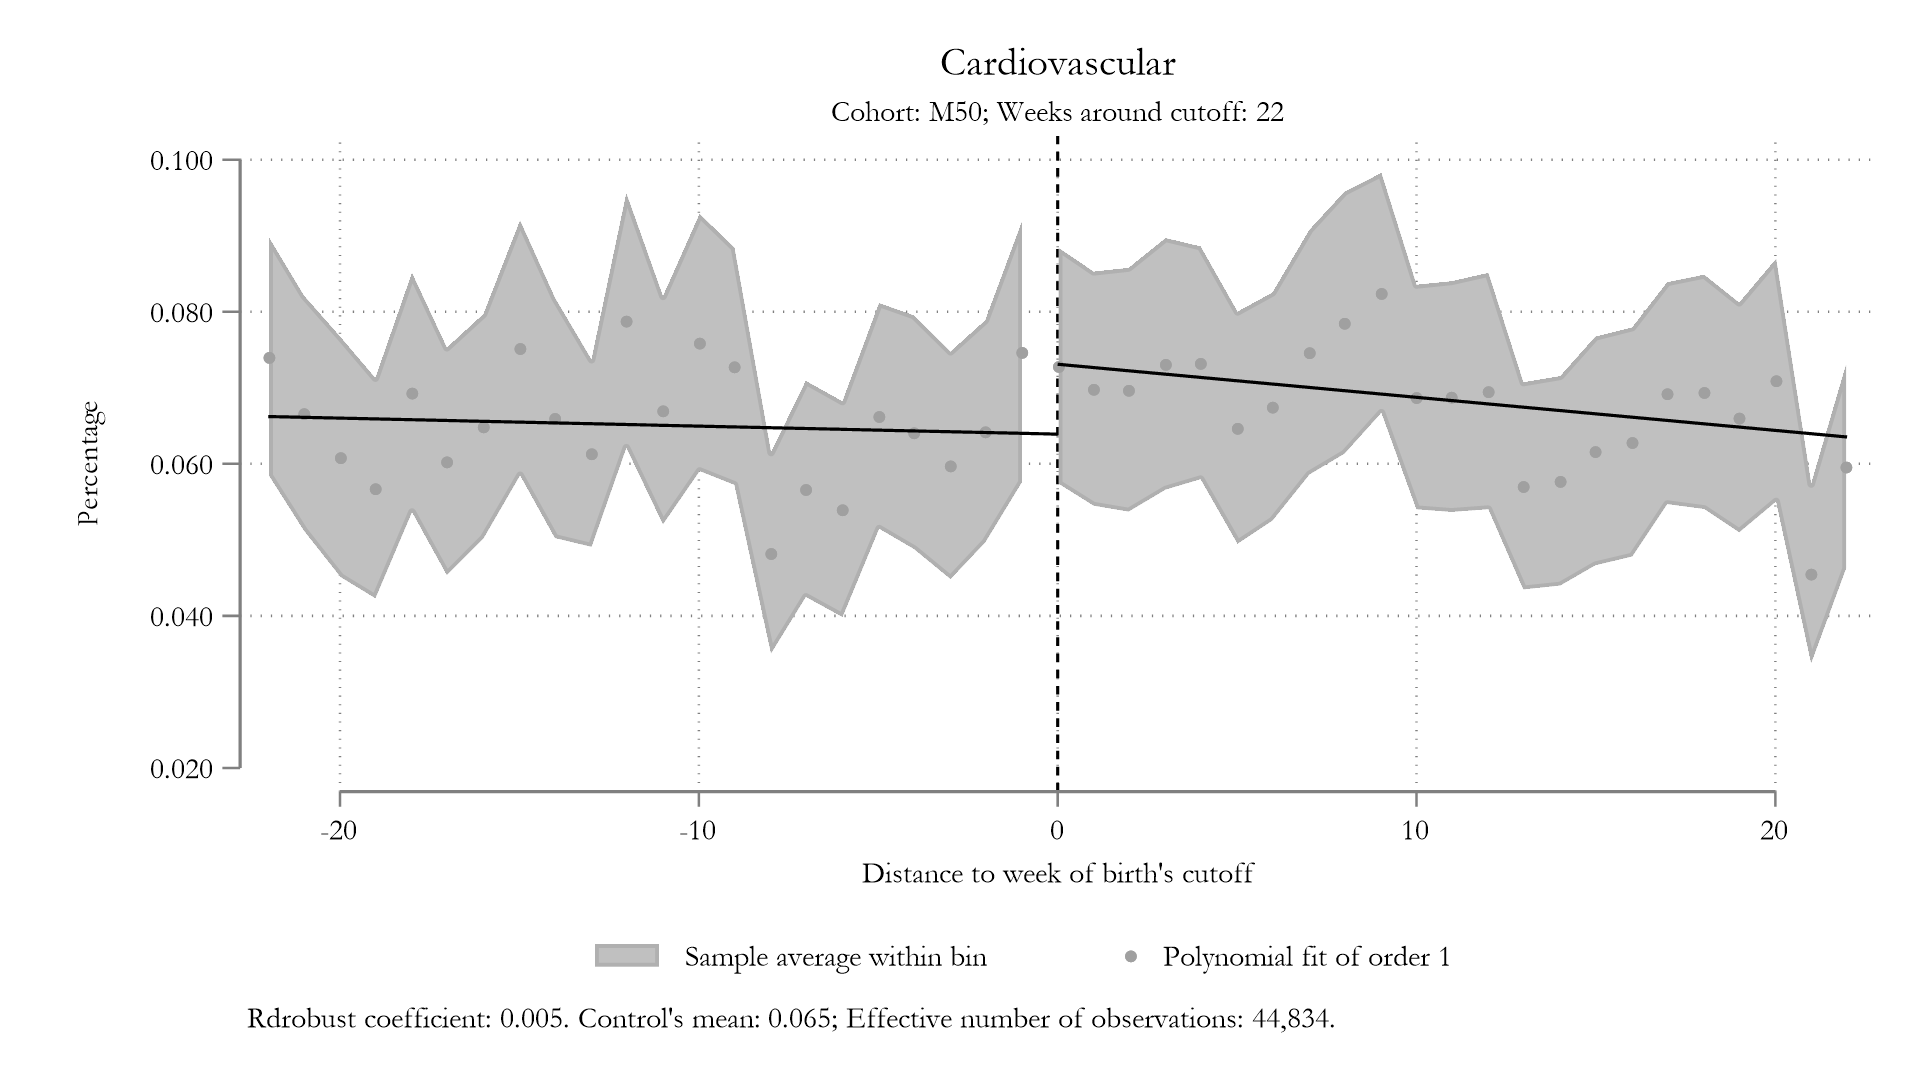 Cardiovascular
Cohort: M50; Weeks around cutoff: 22
0.100
0.080
0.060
0.040
0.020
Percentage
-20 -10 0 10 20
Distance to week of birth's cutoff
Sample average within bin Polynomial fit of order 1
Rdrobust coefficient: 0.005. Control's mean: 0.065; Effective number of observations: 44,834.